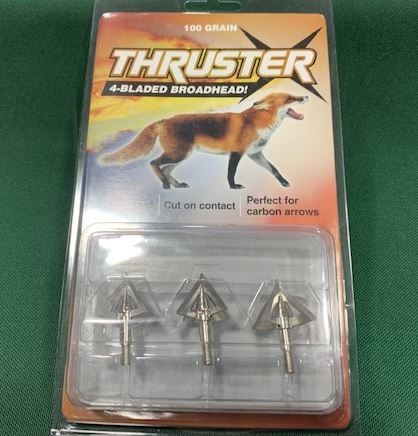 100 GRAIN
THRUSTER X
4-BLADED BROADHEAD!
Cut on contact
Perfect for
carbon arrows